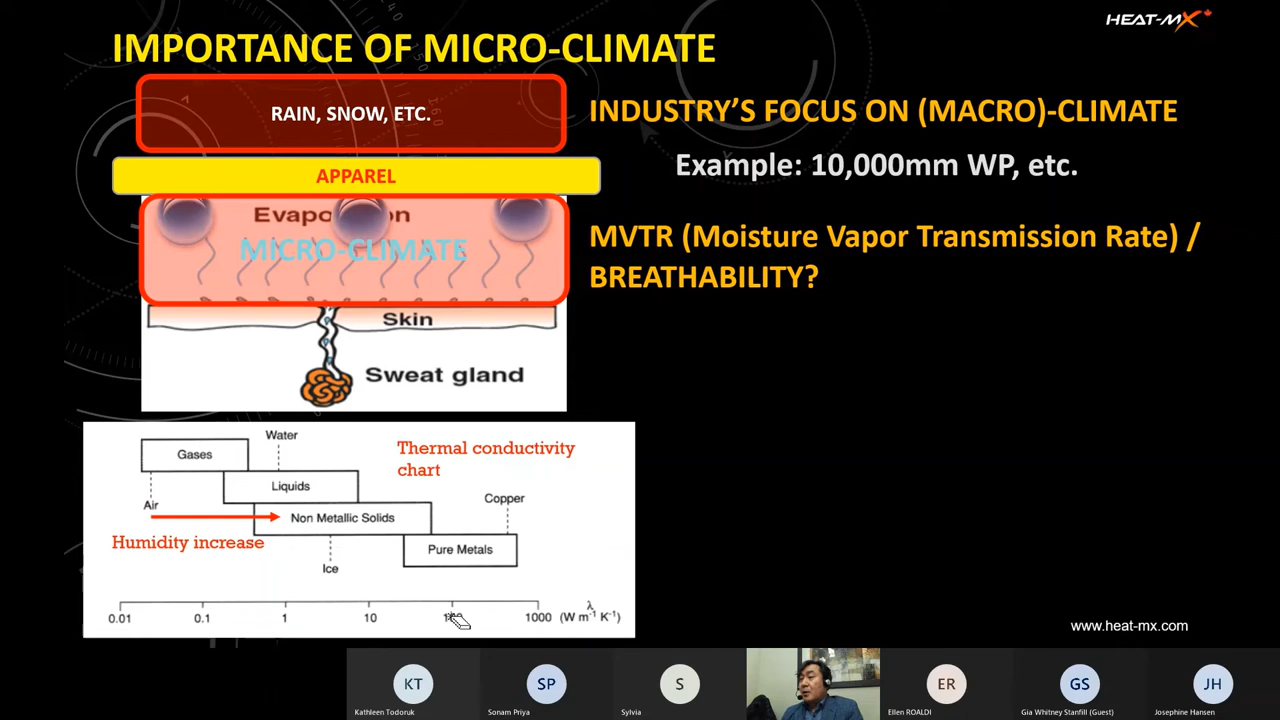 HEAT-MX
IMPORTANCE OF MICRO-CLIMATE
RAIN, SNOW, ETC.
INDUSTRY'S FOCUS ON (MACRO)-CLIMATE
Example: 10,000mm WP, etc.
APPAREL
MICRO-CLIMATE
MVTR (Moisture Vapor Transmission Rate) /
BREATHABILITY?
Skin
Sweat gland
Water
Thermal conductivity
chart
Gases
Liquids
Air
Copper
Non Metallic Solids
Humidity increase
Pure Metals
Ice
λ
0.01 0.1 1 10 1000 (W m⁻¹ K⁻¹)
www.heat-mx.com
KT SP S ER GS JH
Kathleen Todoruk Sonam Priya Sylvia Ellen ROALDI Gia Whitney Stanfill (Guest) Josephine Hansen